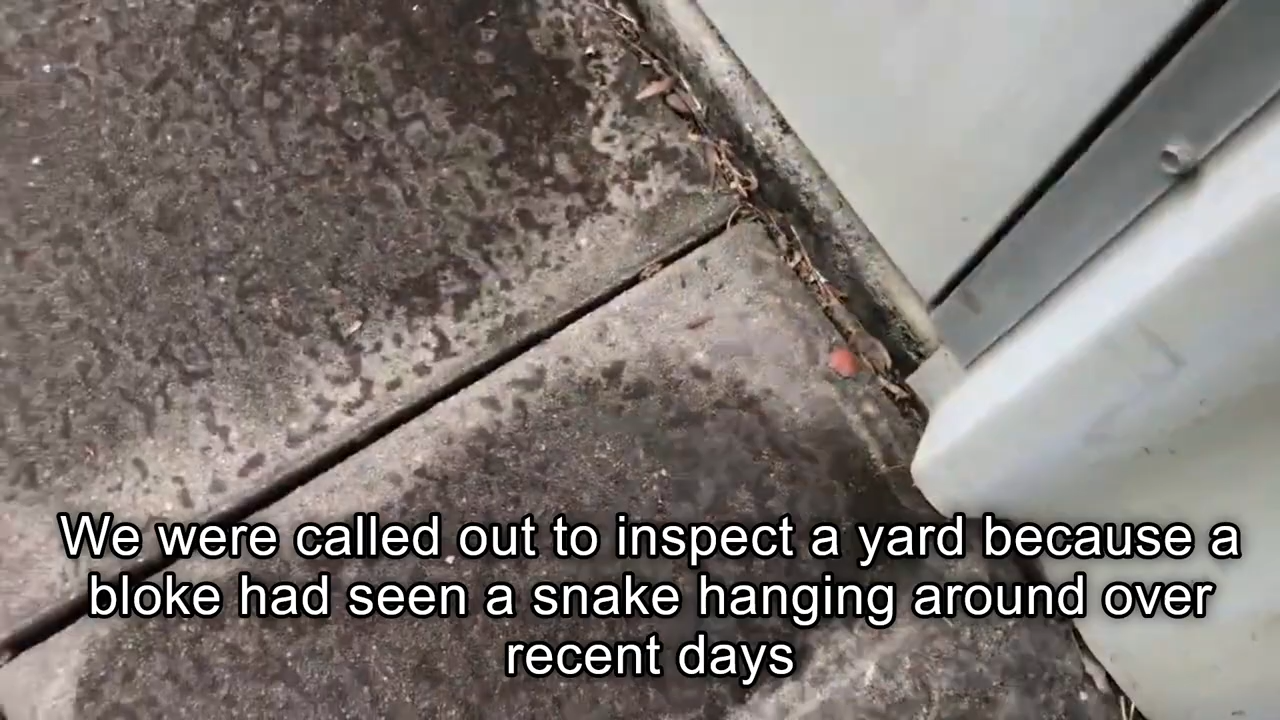 We were called out to inspect a yard because a
bloke had seen a snake hanging around over
recent days